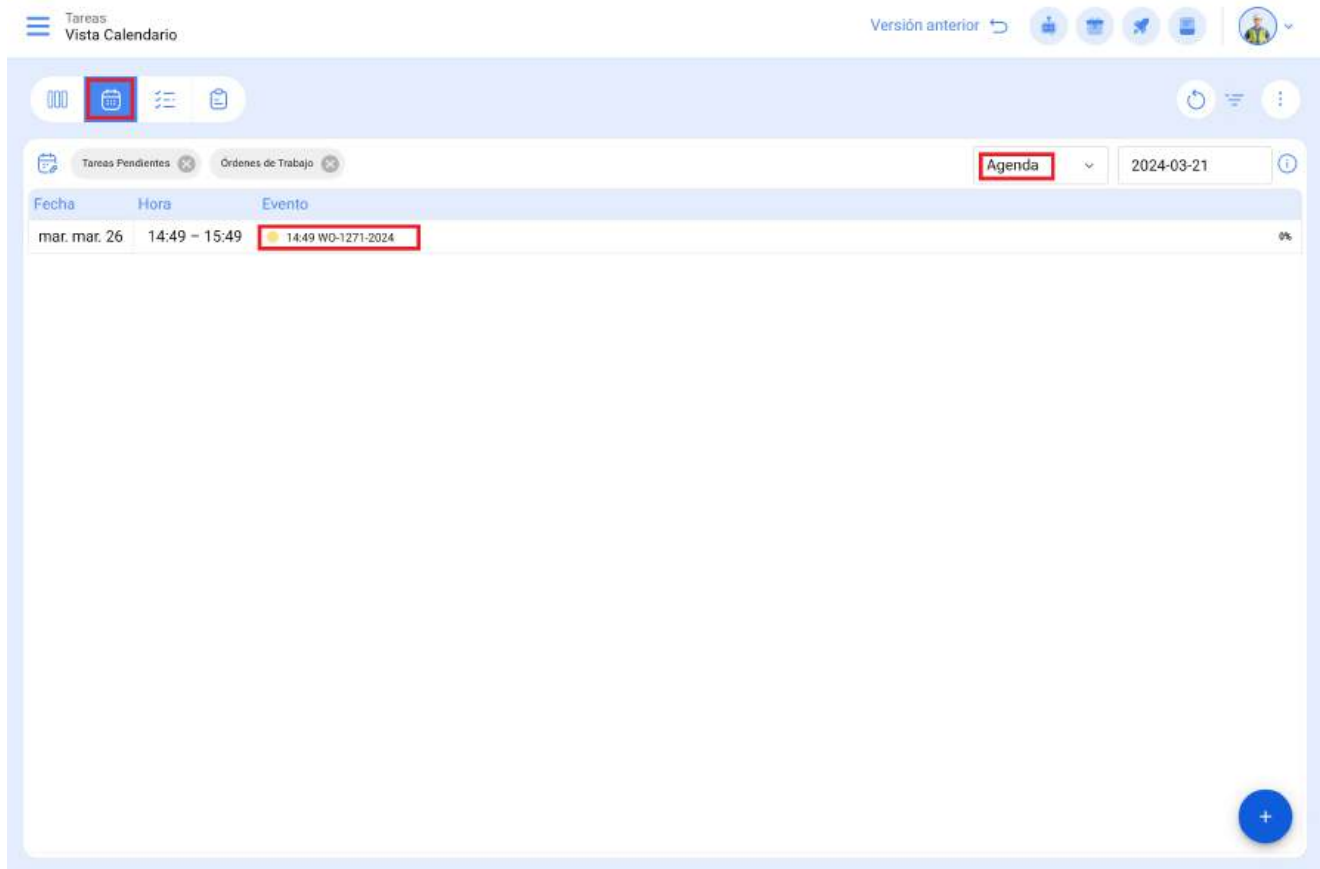 Tareas
Vista Calendario
Versión anterior
Tareas Pendientes
Órdenes de Trabajo
Agenda
2024-03-21
Fecha Hora Evento
mar. mar. 26 14:49 – 15:49 14:49 WO-1271-2024 0%